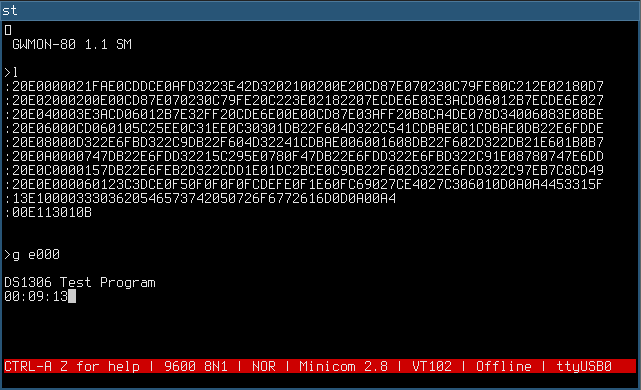 st
GWMON-80 1.1 SM
>l
:20E0000021FAE0CDDCE0AFD3223E42D3202100200E20CD87E070230C79FE80C212E02180D7
:20E02000200E00CD87E070230C79FE20C223E02182207ECDE6E03E3ACD06012B7ECDE6E027
:20E040003E3ACD06012B7E32FF20CDE6E00E00CD87E03AFF20B8CA4DE078D34006083E08BE
:20E06000CD060105C25EE0C31EE0C30301DB22F604D322C541CDBAE0C1CDBAE0DB22E6FDDE
:20E08000D322E6FBD322C9DB22F604D32241CDBAE006001608DB22F602D322DB21E601B0B7
:20E0A0000747DB22E6FDD32215C295E0780F47DB22E6FDD322E6FBD322C91E08780747E6DD
:20E0C0000157DB22E6FEB2D322CDD1E01DC2BCE0C9DB22F602D322E6FDD322C97EB7C8CD49
:20E0E000060123C3DCE0F50F0F0F0FCDEFE0F1E60FC69027CE4027C306010D0A0A4453315F
:13E1000033303620546573742050726F6772616D0D0A00A4
:00E113010B
>g e000
DS1306 Test Program
00:09:13
CTRL-A Z for help | 9600 8N1 | NOR | Minicom 2.8 | VT102 | Offline | ttyUSB0